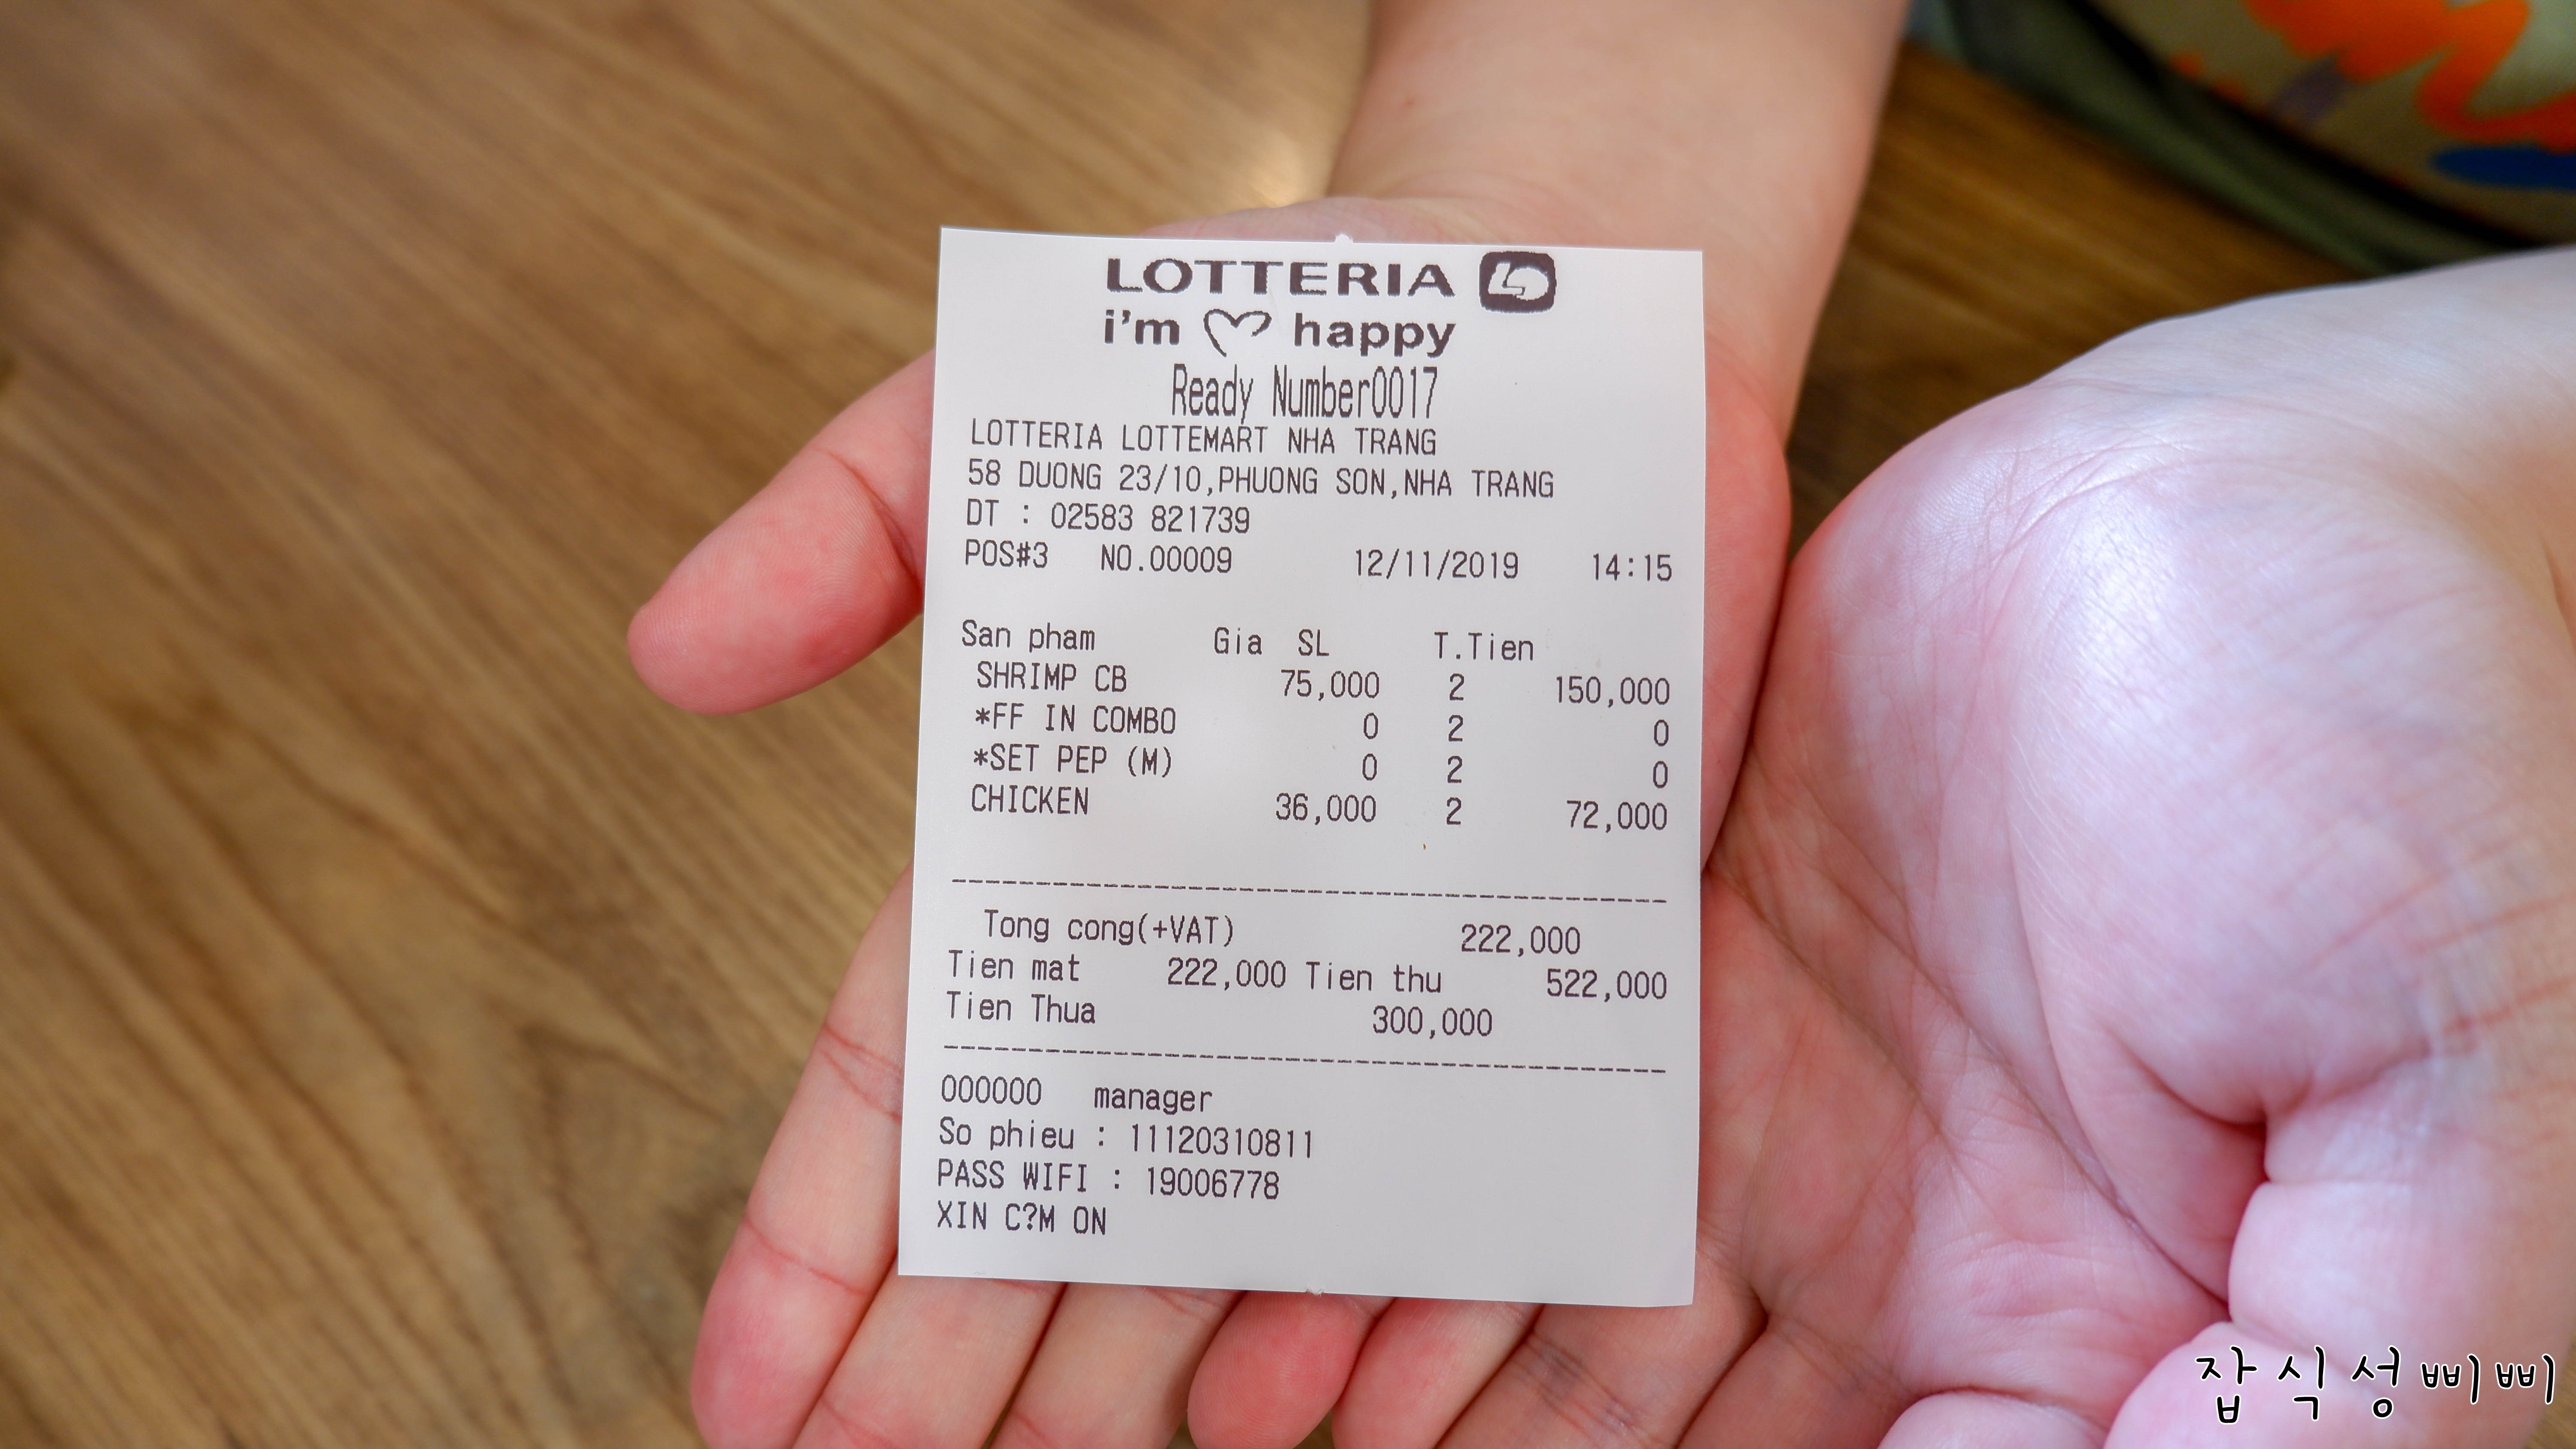 LOTTERIA
i'm happy
Ready Number0017
LOTTERIA LOTTEMART NHA TRANG
58 DUONG 23/10,PHUONG SON,NHA TRANG
DT : 02583 821739
POS#3 NO.00009 12/11/2019 14:15
San pham Gia SL T.Tien
SHRIMP CB 75,000 2 150,000
*FF IN COMBO 0 2 0
*SET PEP (M) 0 2 0
CHICKEN 36,000 2 72,000
Tong cong(+VAT) 222,000
Tien mat 222,000 Tien thu 522,000
Tien Thua 300,000
000000 manager
So phieu : 11120310811
PASS WIFI : 19006778
XIN C?M ON
잡식성삐삐